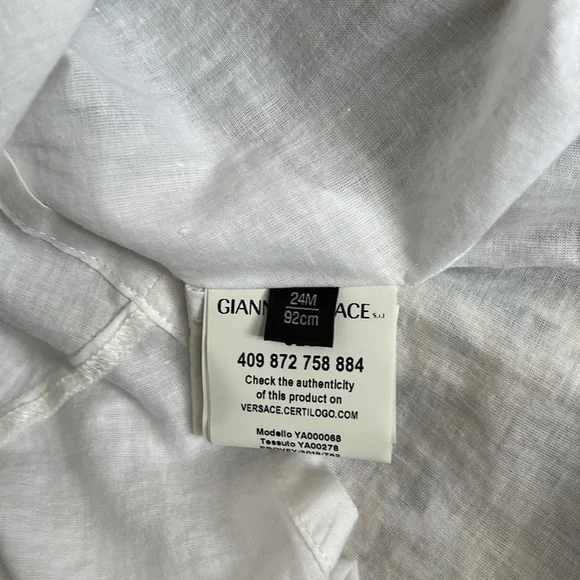 24M
92cm
GIANN ACE S.r.l
409 872 758 884
Check the authenticity
of this product on
VERSACE.CERTILOGO.COM
Modello YA000068
Tessuto YA00278